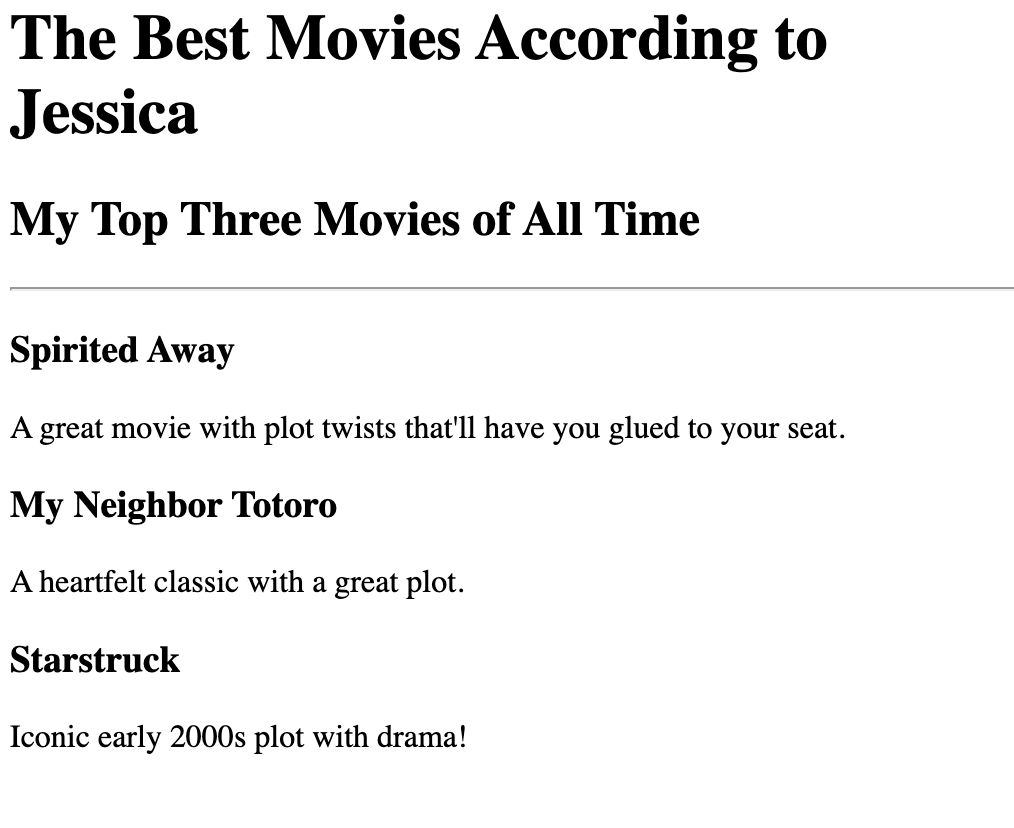 The Best Movies According to
Jessica
My Top Three Movies of All Time
Spirited Away
A great movie with plot twists that'll have you glued to your seat.
My Neighbor Totoro
A heartfelt classic with a great plot.
Starstruck
Iconic early 2000s plot with drama!